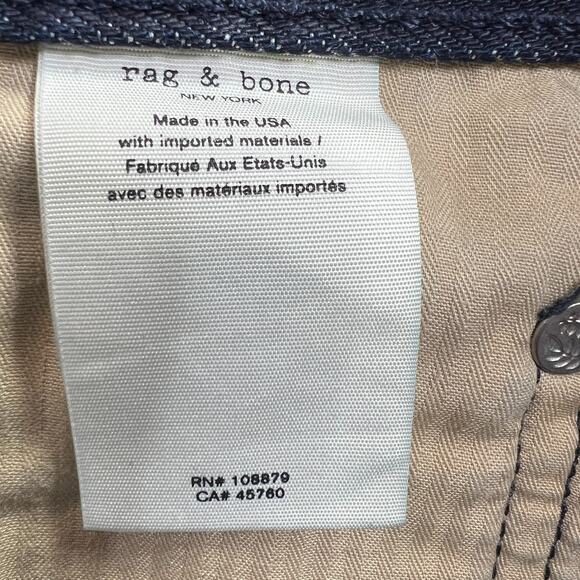 rag & bone
NEW YORK
Made in the USA
with imported materials /
Fabriqué Aux Etats-Unis
avec des matériaux importés
RN# 108879
CA# 45760